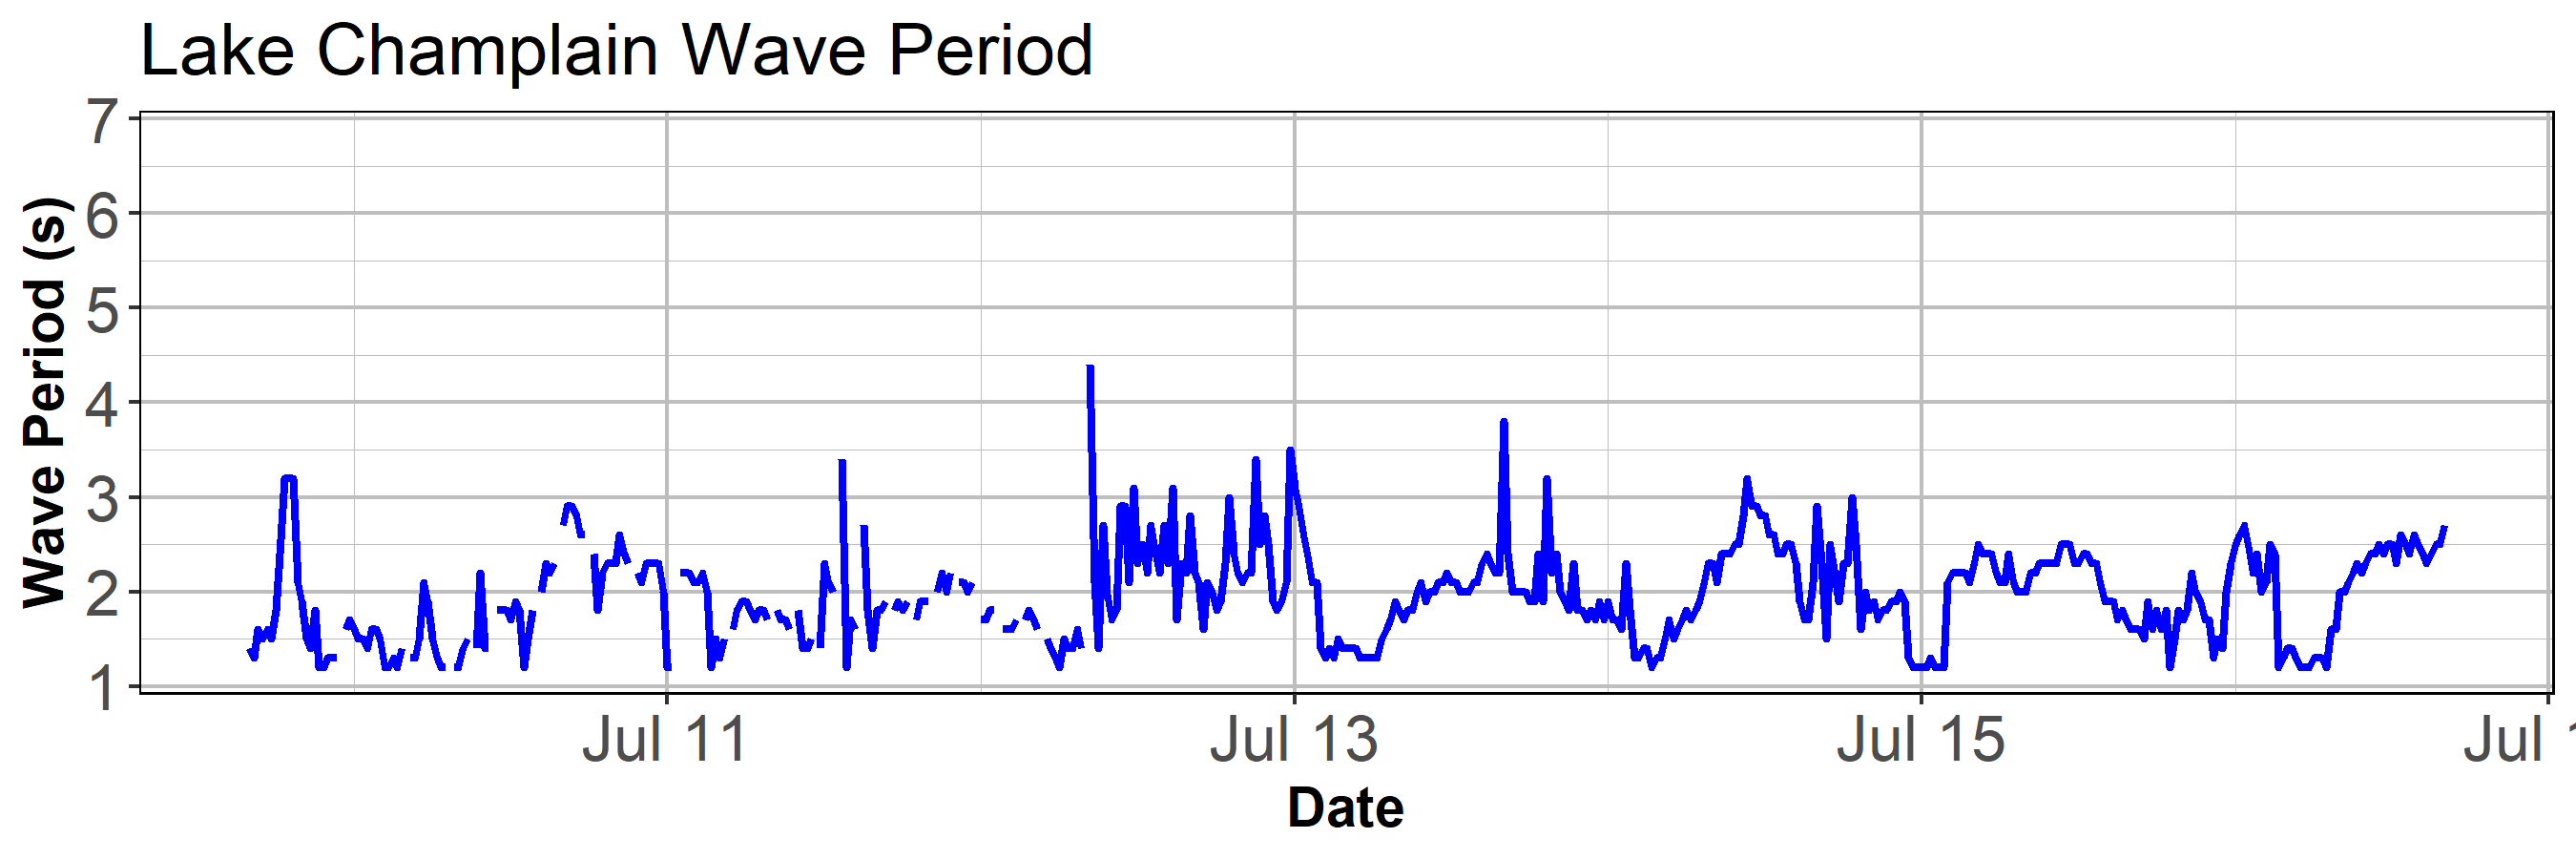 Lake Champlain Wave Period
Wave Period (s)
7
6
5
4
3
2
1
Jul 11
Jul 13
Jul 15
Jul
Date